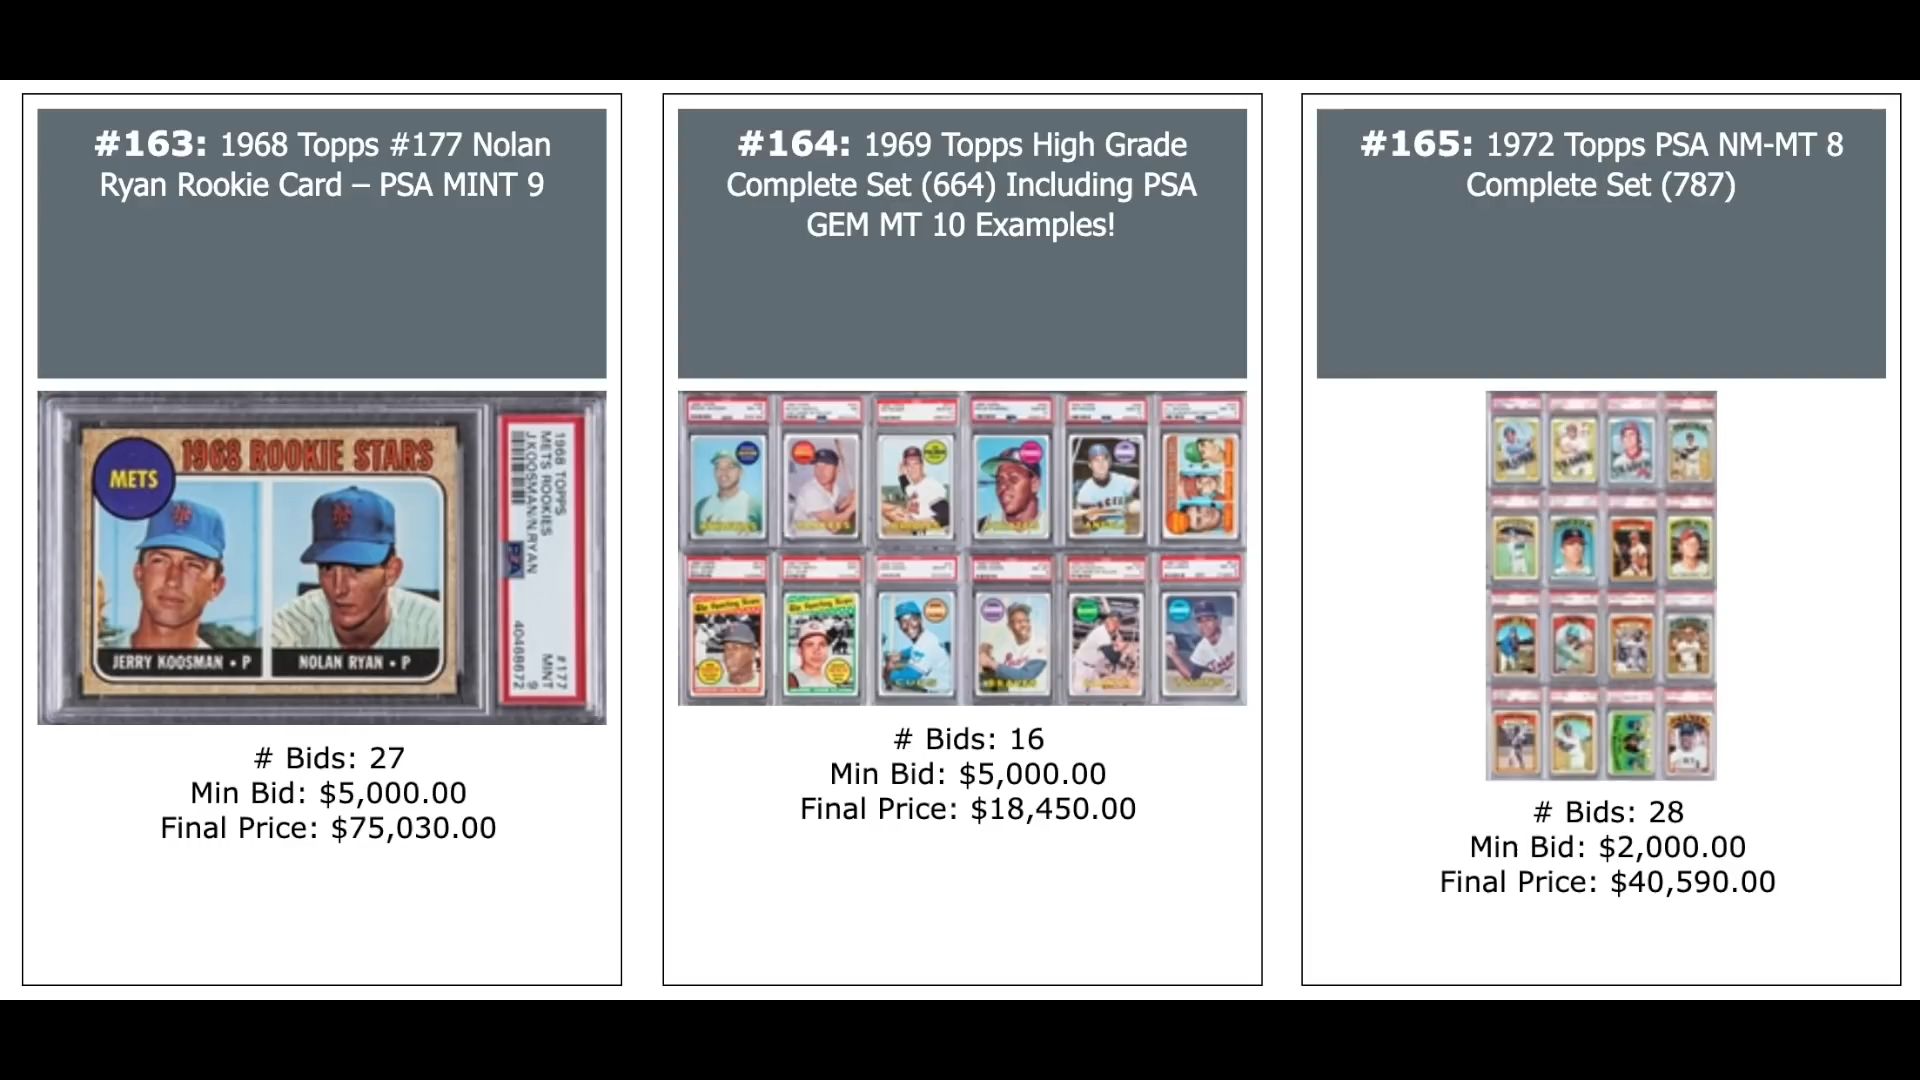 #163: 1968 Topps #177 Nolan
Ryan Rookie Card – PSA MINT 9
METS
1968 ROOKIE STARS
JERRY KOOSMAN • P
NOLAN RYAN • P
1968 TOPPS
METS ROOKIES
J.KOOSMAN/N.RYAN
PSA
#177
MINT
9
40468672
# Bids: 27
Min Bid: $5,000.00
Final Price: $75,030.00
#164: 1969 Topps High Grade
Complete Set (664) Including PSA
GEM MT 10 Examples!
# Bids: 16
Min Bid: $5,000.00
Final Price: $18,450.00
#165: 1972 Topps PSA NM-MT 8
Complete Set (787)
# Bids: 28
Min Bid: $2,000.00
Final Price: $40,590.00